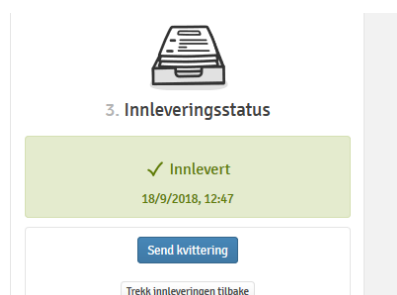 3. Innleveringsstatus
Innlevert
18/9/2018, 12:47
Send kvittering
Trekk innleveringen tilbake